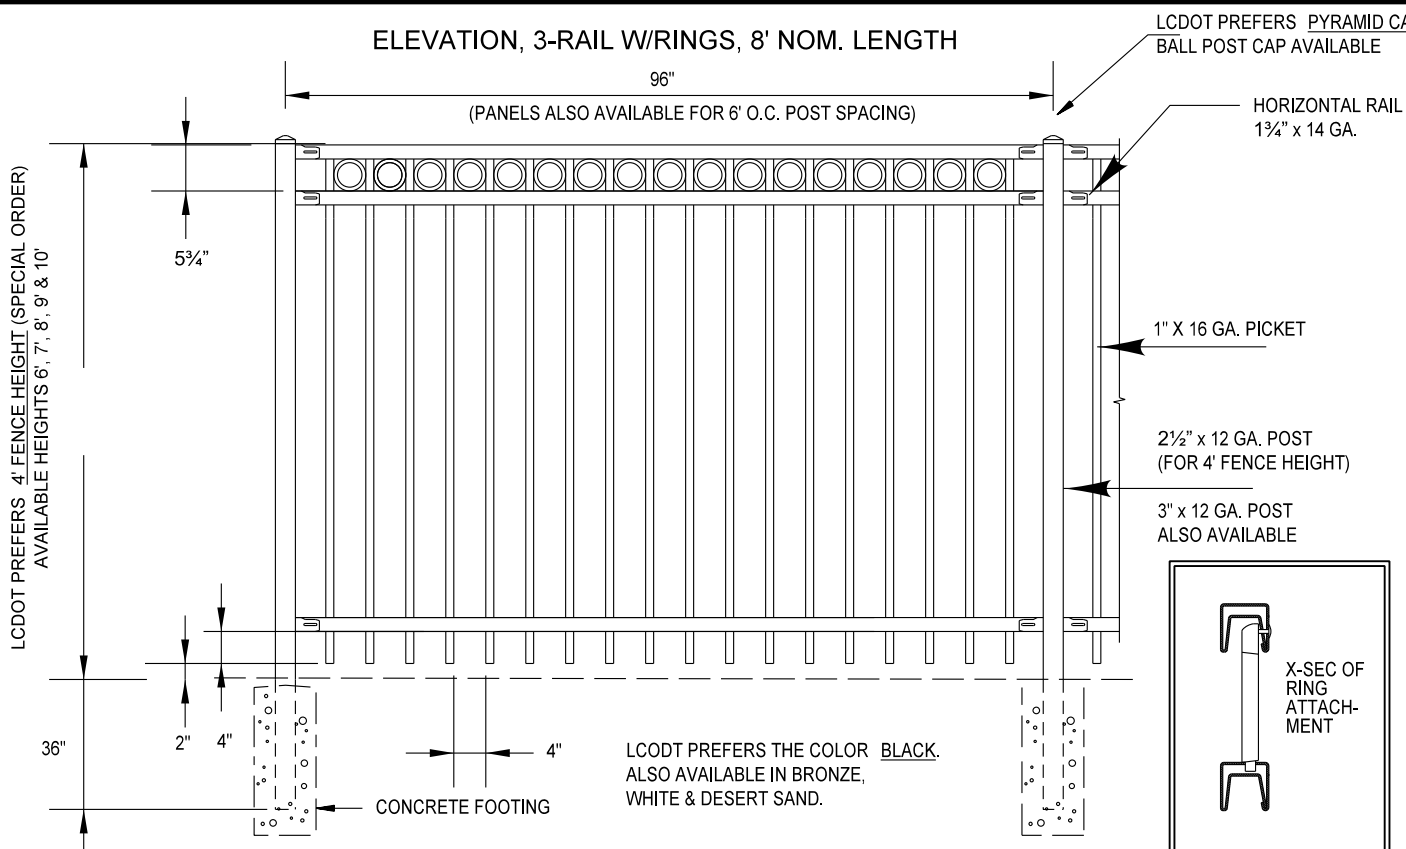 ELEVATION, 3-RAIL W/RINGS, 8' NOM. LENGTH
LCDOT PREFERS PYRAMID
BALL POST CAP AVAILABLE
96"
(PANELS ALSO AVAILABLE FOR 6' O.C. POST SPACING)
HORIZONTAL RAIL
1¾" x 14 GA.
LCDOT PREFERS 4' FENCE HEIGHT (SPECIAL ORDER)
AVAILABLE HEIGHTS 6', 7', 8', 9' & 10'
5¾"
1" X 16 GA. PICKET
2½" x 12 GA. POST
(FOR 4' FENCE HEIGHT)
3" x 12 GA. POST
ALSO AVAILABLE
X-SEC OF
RING
ATTACH-
MENT
36"
2"
4"
4"
LCODT PREFERS THE COLOR BLACK.
ALSO AVAILABLE IN BRONZE,
WHITE & DESERT SAND.
CONCRETE FOOTING